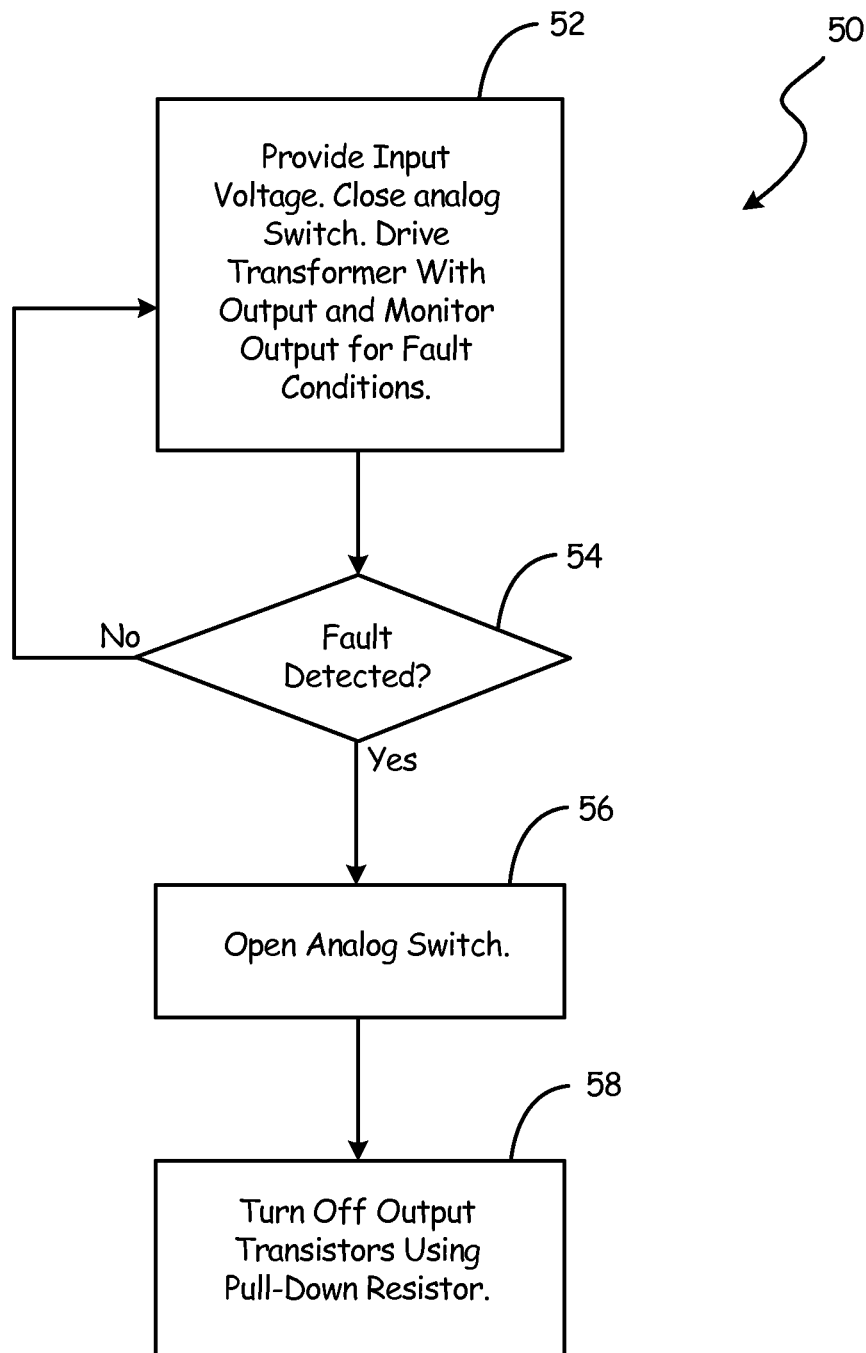 52
50
Provide Input
Voltage. Close analog
Switch. Drive
Transformer With
Output and Monitor
Output for Fault
Conditions.
54
No
Fault
Detected?
Yes
56
Open Analog Switch.
58
Turn Off Output
Transistors Using
Pull-Down Resistor.